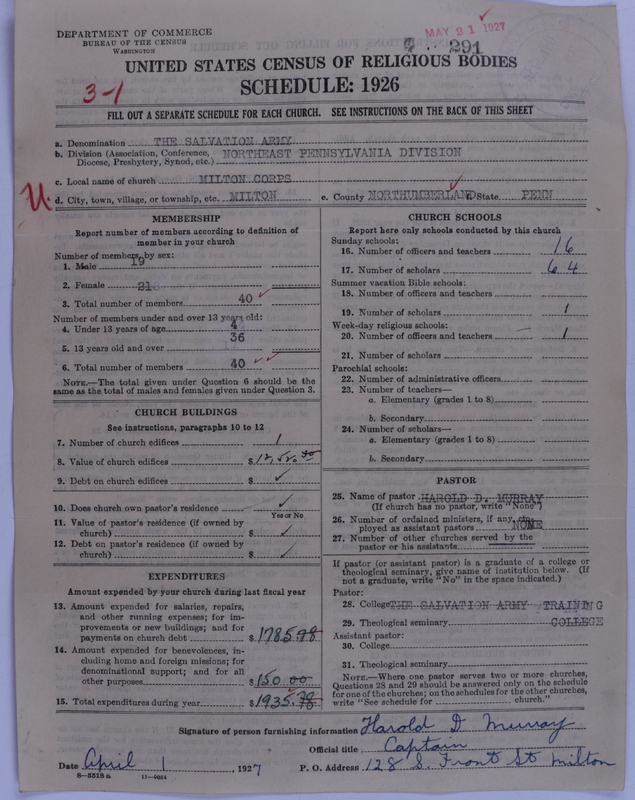 DEPARTMENT OF COMMERCE
BUREAU OF THE CENSUS
WASHINGTON
MAY 21 1927
291
UNITED STATES CENSUS OF RELIGIOUS BODIES
SCHEDULE: 1926
3-1
FILL OUT A SEPARATE SCHEDULE FOR EACH CHURCH. SEE INSTRUCTIONS ON THE BACK OF THIS SHEET
a. Denomination THE SALVATION ARMY
b. Division (Association, Conference, Diocese, Presbytery, Synod, etc.) NORTHEAST PENNSYLVANIA DIVISION
c. Local name of church MILTON CORPS
U.
d. City, town, village, or township, etc. MILTON e. County NORTHUMBERLAND State PENN
MEMBERSHIP
Report number of members according to definition of
member in your church
Number of members by sex:
1. Male 19
2. Female 21
3. Total number of members 40
Number of members under and over 13 years old:
4. Under 13 years of age 4
5. 13 years old and over 36
6. Total number of members 40
NOTE.—The total given under Question 6 should be the
same as the total of males and females given under Question 3.
CHURCH BUILDINGS
See instructions, paragraphs 10 to 12
7. Number of church edifices 1
8. Value of church edifices $
9. Debt on church edifices $ ✓
10. Does church own pastor's residence ✓
Yes or No
11. Value of pastor's residence (if owned by
church) $ ✓
12. Debt on pastor's residence (if owned by
church) $ ✓
EXPENDITURES
Amount expended by your church during last fiscal year
13. Amount expended for salaries, repairs,
and other running expenses; for im-
provements or new buildings; and for
payments on church debt $ 1785.78
14. Amount expended for benevolences, in-
cluding home and foreign missions; for
denominational support; and for all
other purposes $ 150 00
15. Total expenditures during year $ 1935.78
CHURCH SCHOOLS
Report here only schools conducted by this church
Sunday schools:
16. Number of officers and teachers 16
17. Number of scholars 64
Summer vacation Bible schools:
18. Number of officers and teachers
19. Number of scholars 1
Week-day religious schools:
20. Number of officers and teachers 1
21. Number of scholars
Parochial schools:
22. Number of administrative officers
23. Number of teachers—
a. Elementary (grades 1 to 8)
b. Secondary
24. Number of scholars—
a. Elementary (grades 1 to 8)
b. Secondary
PASTOR
25. Name of pastor HAROLD D. MURRAY
(If church has no pastor, write "None")
26. Number of ordained ministers, if any, em-
ployed as assistant pastors NONE
27. Number of other churches served by the
pastor or his assistants
If pastor (or assistant pastor) is a graduate of a college or
theological seminary, give name of institution below. (If
not a graduate, write "No" in the space indicated.)
Pastor:
28. College THE SALVATION ARMY TRAINING
29. Theological seminary COLLEGE
Assistant pastor:
30. College
31. Theological seminary
NOTE.—Where one pastor serves two or more churches,
Questions 28 and 29 should be answered only on the schedule
for one of the churches; on the schedules for the other churches,
write "See schedule for church."
Signature of person furnishing information Harold D Murray
Official title Captain
Date April 1, 1927 P. O. Address 128 S. Front St Milton